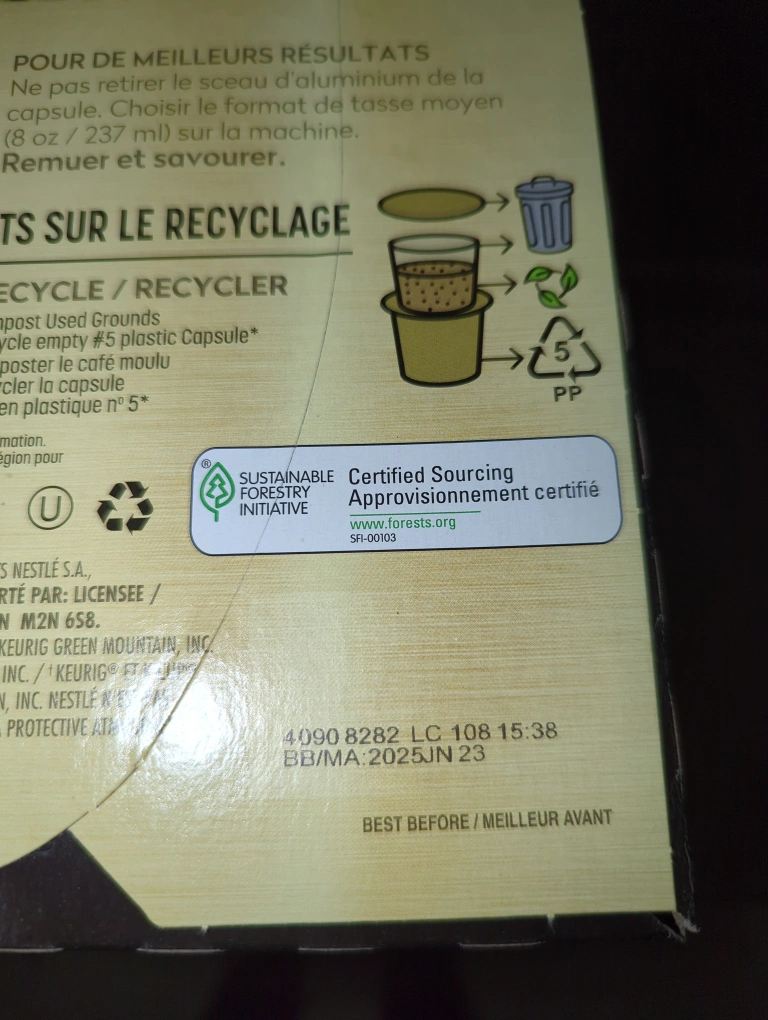 POUR DE MEILLEURS RÉSULTATS
Ne pas retirer le sceau d'aluminium de la
capsule. Choisir le format de tasse moyen
(8 oz / 237 ml) sur la machine.
Remuer et savourer.
TS SUR LE RECYCLAGE
ECYCLE / RECYCLER
mpost Used Grounds
ycle empty #5 plastic Capsule*
poster le café moulu
ycler la capsule
en plastique nº 5*
5
PP
mation.
égion pour
U
® SUSTAINABLE
FORESTRY
INITIATIVE
Certified Sourcing
Approvisionnement certifié
www.forests.org
SFI-00103
S NESTLÉ S.A.,
RTÉ PAR: LICENSEE /
N M2N 6S8.
KEURIG GREEN MOUNTAIN, INC.
INC. / †KEURIG® ET
N, INC. NESTLÉ
PROTECTIVE
4090 8282 LC 108 15:38
BB/MA:2025JN 23
BEST BEFORE / MEILLEUR AVANT